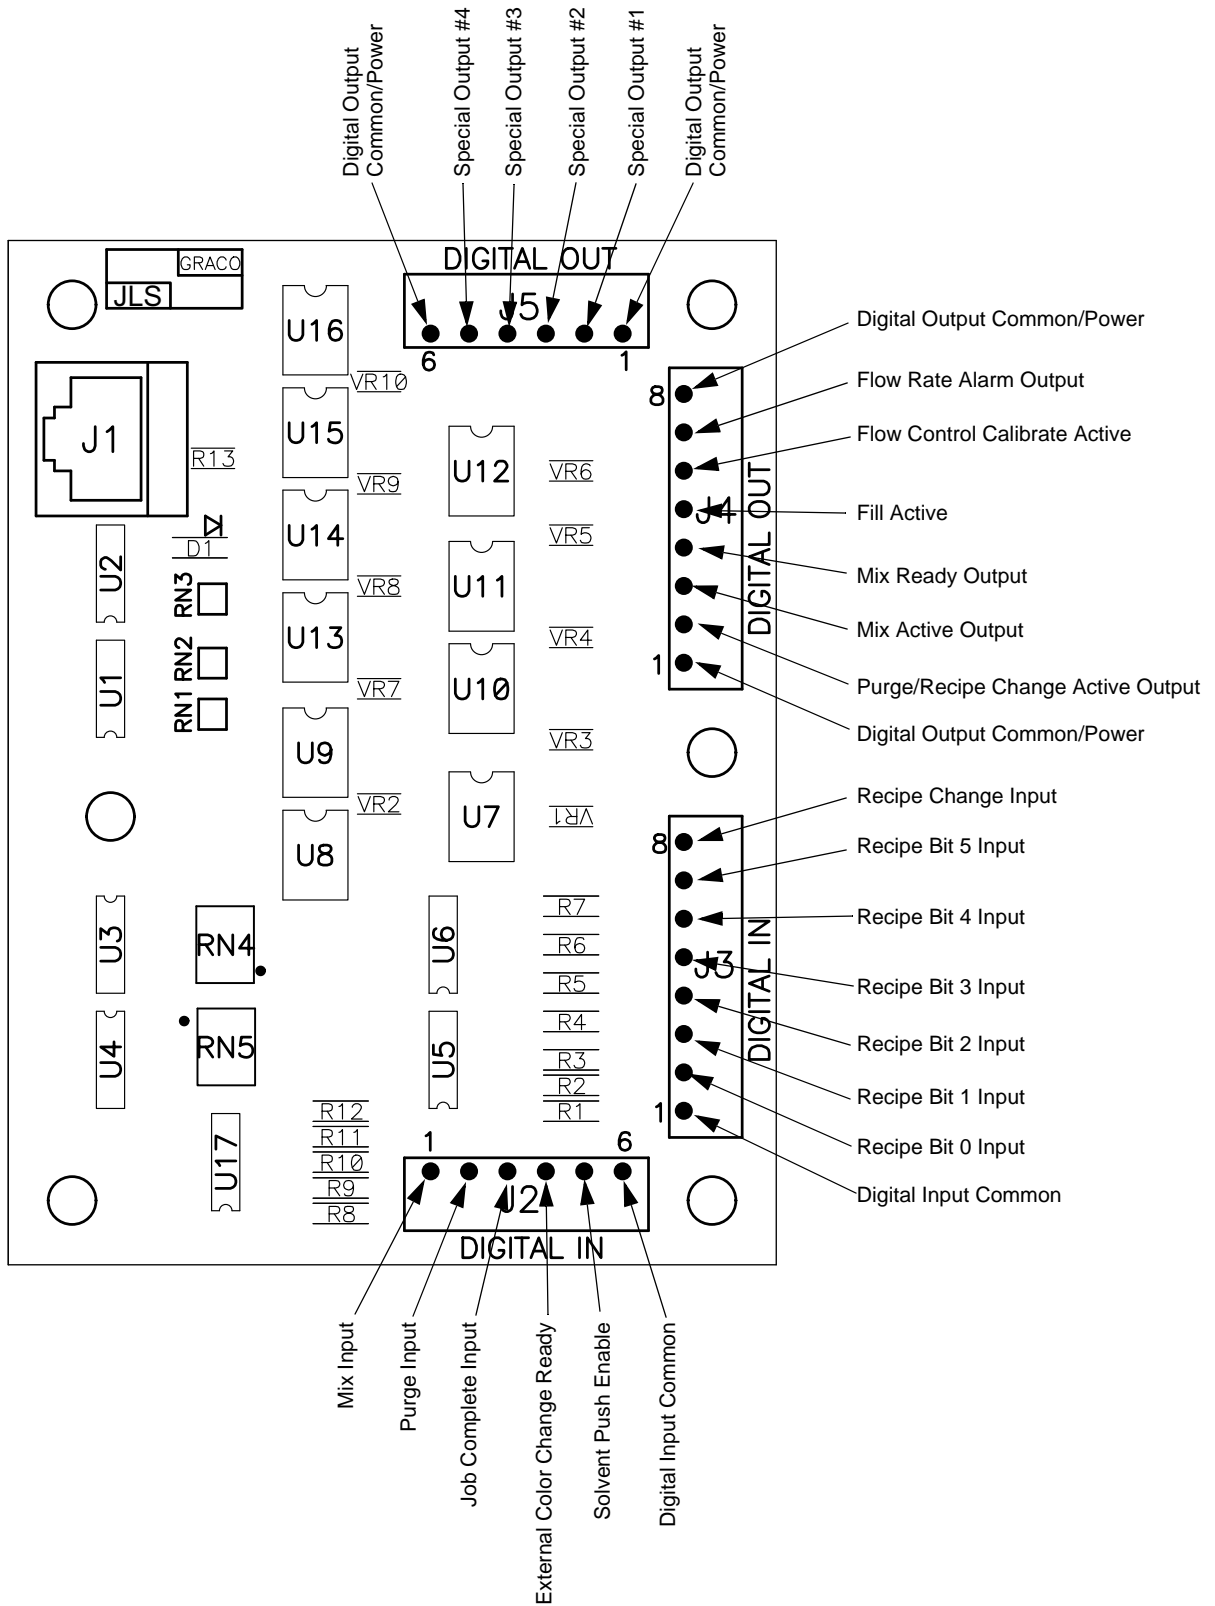 Digital Output
Common/Power
Special Output #4
Special Output #3
Special Output #2
Special Output #1
Digital Output
Common/Power
GRACO
JLS
DIGITAL OUT
J5
6
1
U16
VR10
J1
R13
U15
VR9
U12
VR6
U14
VR5
D1
U2
RN3
VR8
U11
U13
VR4
RN2
U1
RN1
VR7
U10
U9
VR3
VR2
U7
VR1
U8
8
J4
DIGITAL OUT
1
Digital Output Common/Power
Flow Rate Alarm Output
Flow Control Calibrate Active
Fill Active
Mix Ready Output
Mix Active Output
Purge/Recipe Change Active Output
Digital Output Common/Power
Recipe Change Input
Recipe Bit 5 Input
Recipe Bit 4 Input
Recipe Bit 3 Input
Recipe Bit 2 Input
Recipe Bit 1 Input
Recipe Bit 0 Input
Digital Input Common
8
J3
DIGITAL IN
1
U3
RN4
U6
R7
R6
R5
R4
R3
R2
R1
U4
RN5
U5
U17
R12
R11
R10
R9
R8
1
6
J2
DIGITAL IN
Mix Input
Purge Input
Job Complete Input
External Color Change Ready
Solvent Push Enable
Digital Input Common